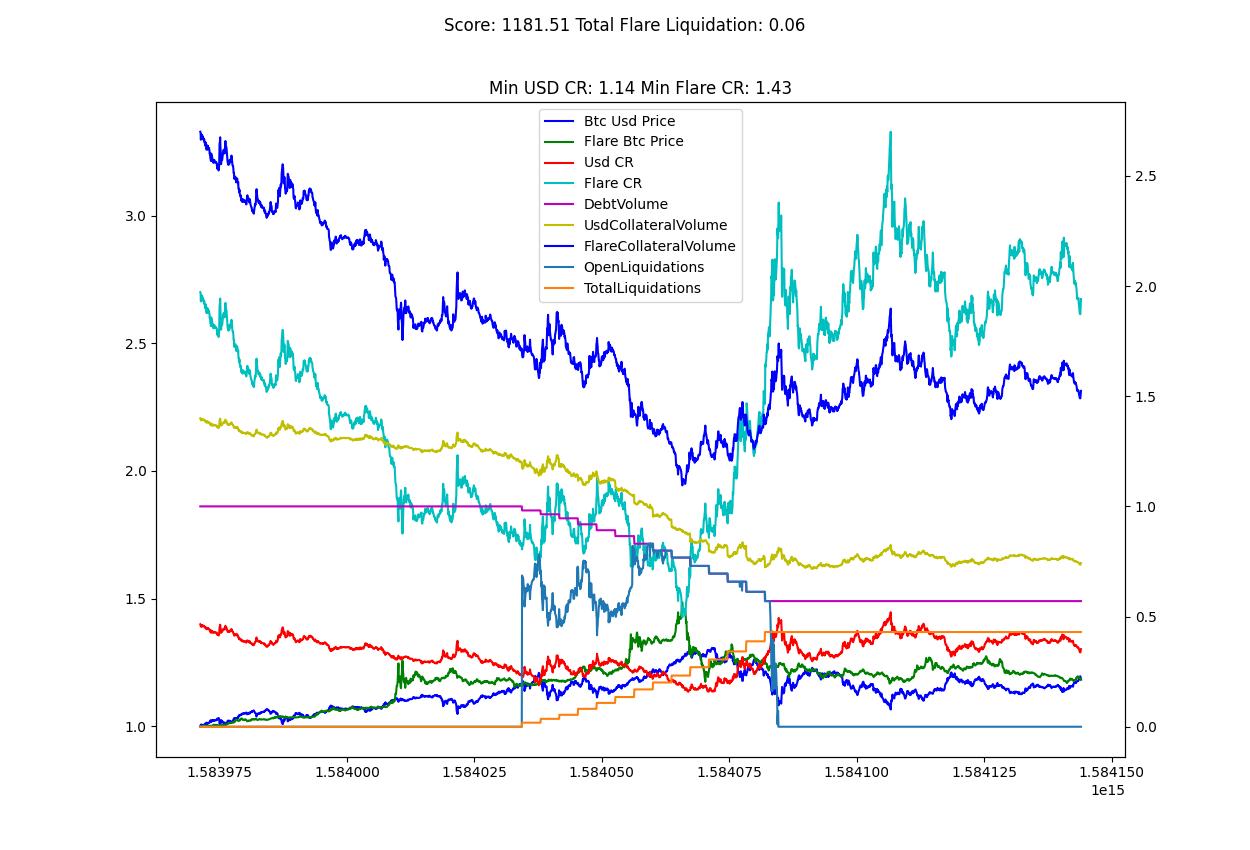 Score: 1181.51 Total Flare Liquidation: 0.06
Min USD CR: 1.14 Min Flare CR: 1.43
Btc Usd Price
Flare Btc Price
Usd CR
Flare CR
DebtVolume
UsdCollateralVolume
FlareCollateralVolume
OpenLiquidations
TotalLiquidations
3.0
2.5
2.0
1.5
1.0
2.5
2.0
1.5
1.0
0.5
0.0
1.583975 1.584000 1.584025 1.584050 1.584075 1.584100 1.584125 1.584150
1e15